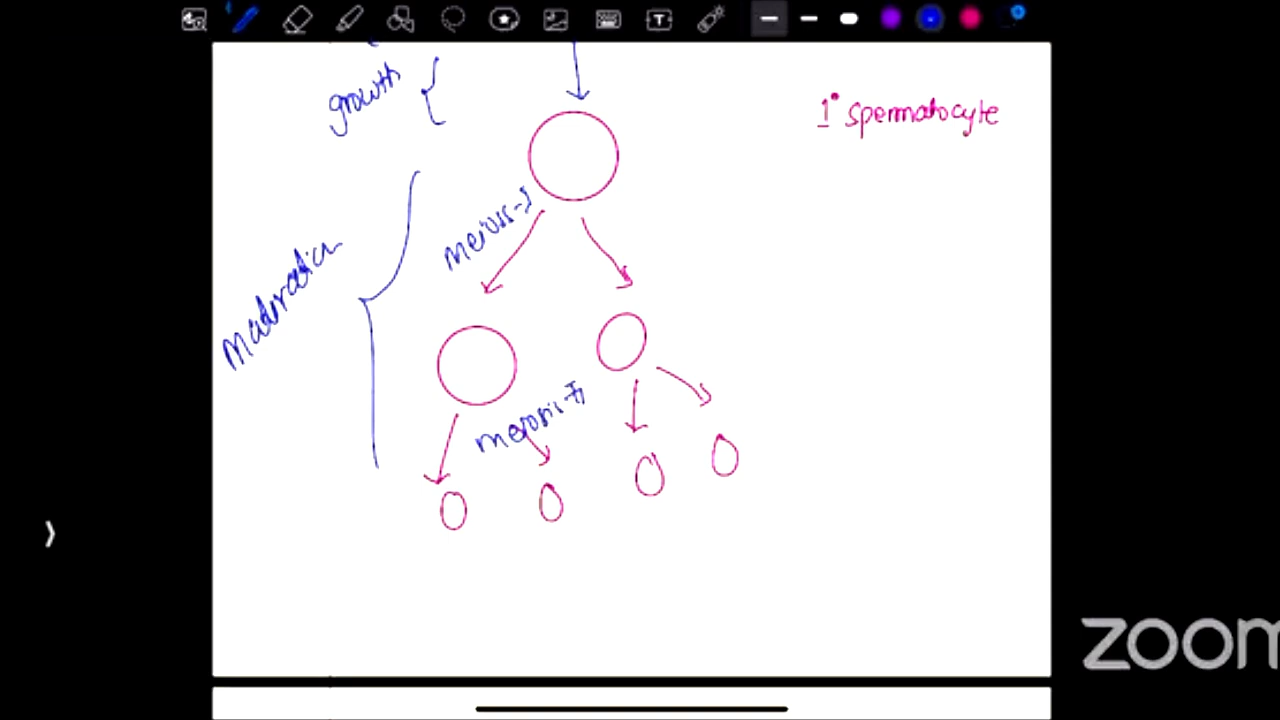 growth
1° spermatocyte
meiosis-I
maturation
meiosis-II
zoom